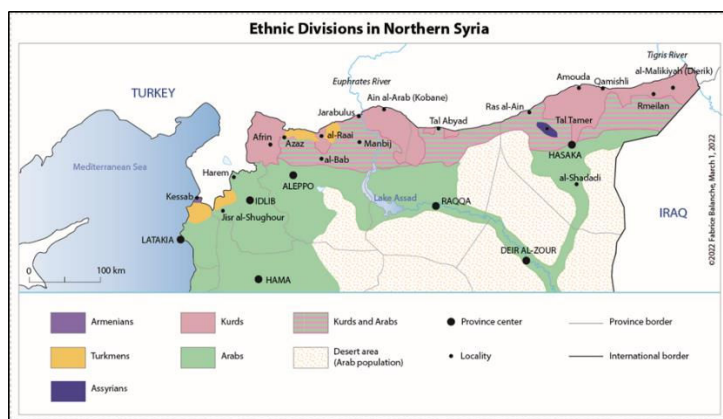 Ethnic Divisions in Northern Syria
Tigris River
al-Malikiyah (Dierik)
Amouda
Qamishli
Euphrates River
TURKEY
Ain al-Arab (Kobane)
Rmeilan
Jarabulus
Ras al-Ain
Tal Abyad
Tal Tamer
Afrin
Azaz
al-Raai
Manbij
HASAKA
al-Bab
Mediterranean Sea
Harem
ALEPPO
al-Shadadi
Kessab
IDLIB
Lake Assad
RAQQA
IRAQ
Jisr al-Shughour
LATAKIA
DEIR AL-ZOUR
0 100 km
HAMA
©2022 Fabrice Balanche, March 1, 2022
Armenians
Kurds
Kurds and Arabs
Province center
Province border
Turkmens
Arabs
Desert area
(Arab population)
Locality
International border
Assyrians